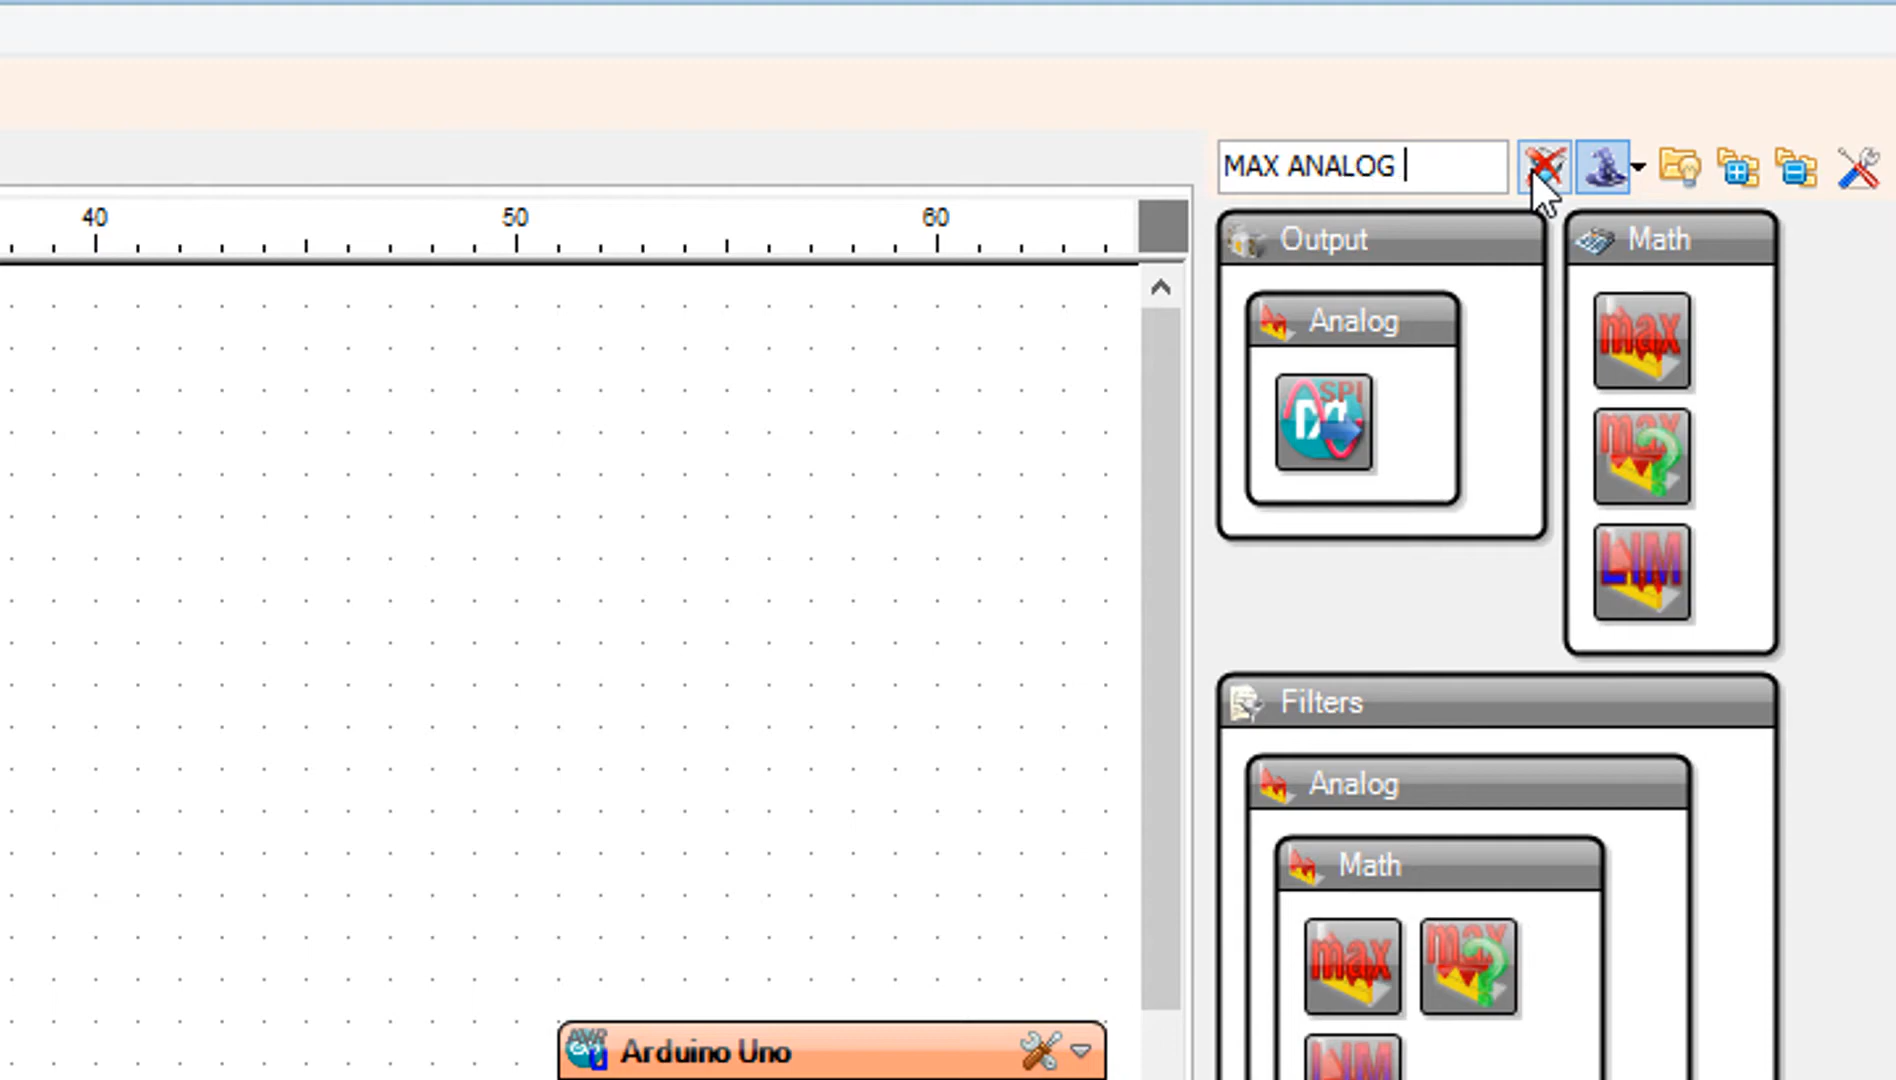 MAX ANALOG
40 50 60
Output
Math
Analog
max
SPI
max
LIM
Filters
Analog
Math
max
max
LIM
Arduino Uno